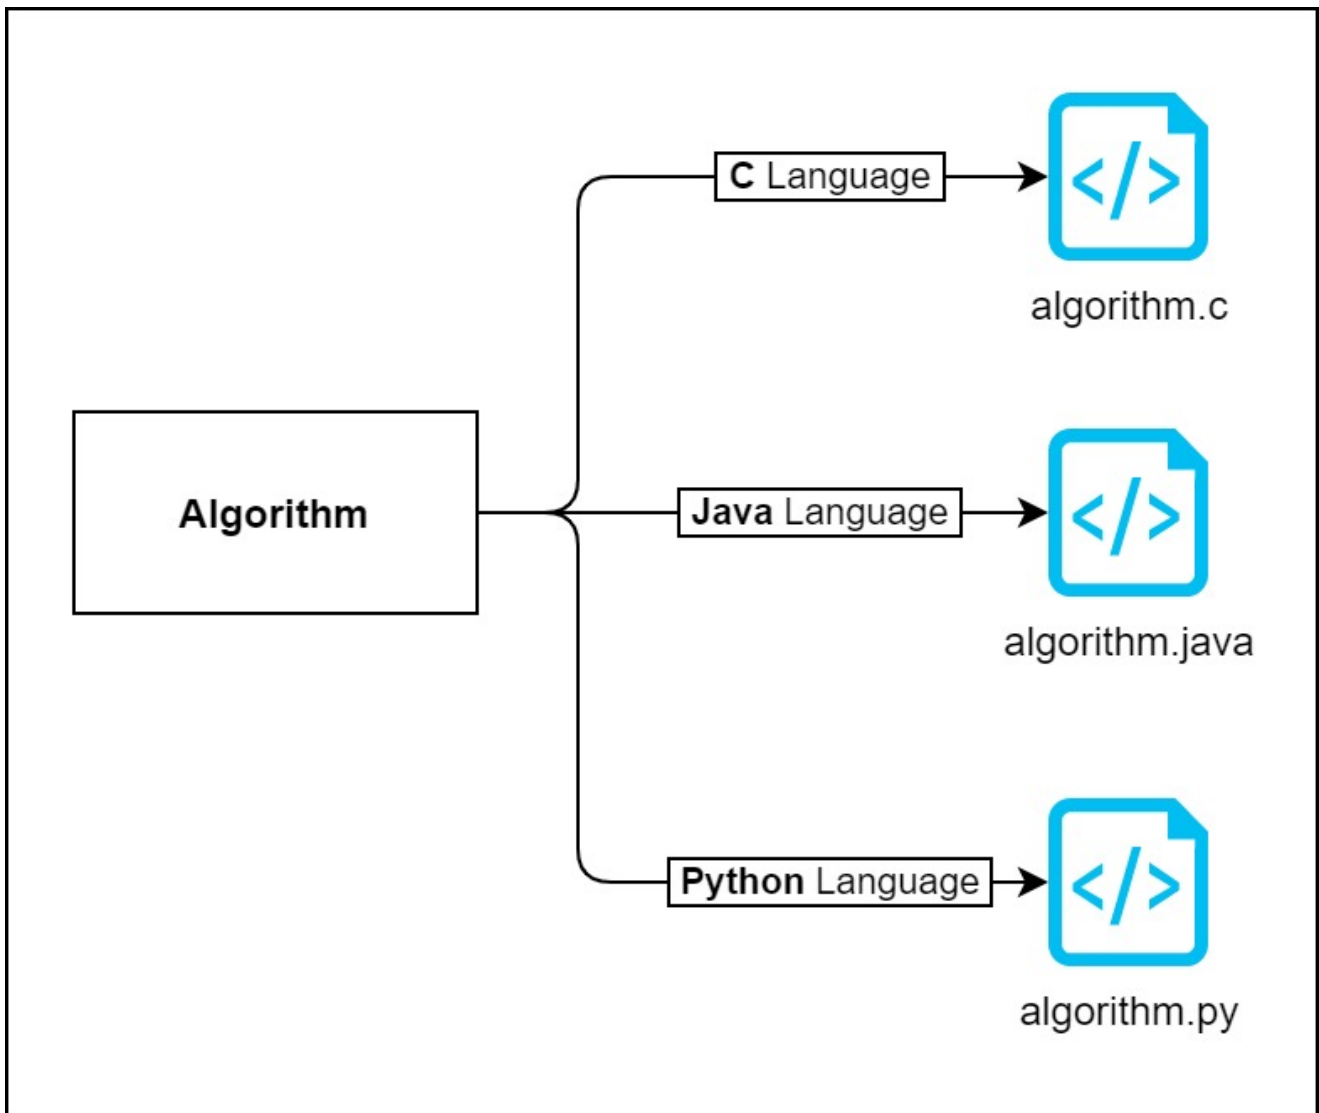 C Language
</>
algorithm.c
Algorithm
Java Language
</>
algorithm.java
Python Language
</>
algorithm.py